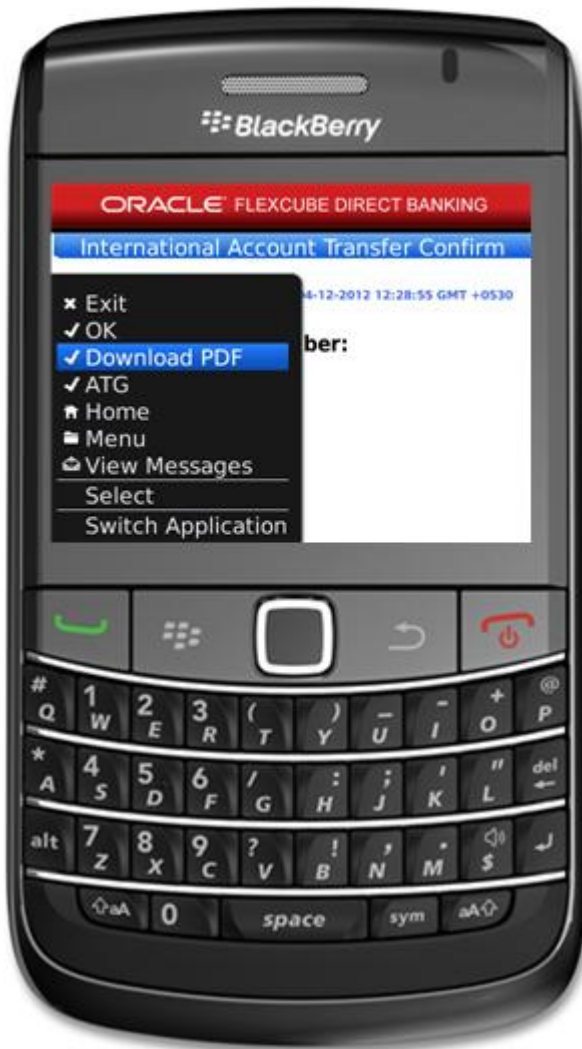 BlackBerry
ORACLE FLEXCUBE DIRECT BANKING
International Account Transfer Confirm
4-12-2012 12:28:55 GMT +0530
Exit
OK
ber:
Download PDF
ATG
Home
Menu
View Messages
Select
Switch Application
# Q 1 W 2 E 3 R ( T ) Y _ U - I + O @ P
* A 4 S 5 D 6 F / G : H ; J ' K " L del
alt 7 Z 8 X 9 C ? V ! B , N . M $
aA 0 space sym aA